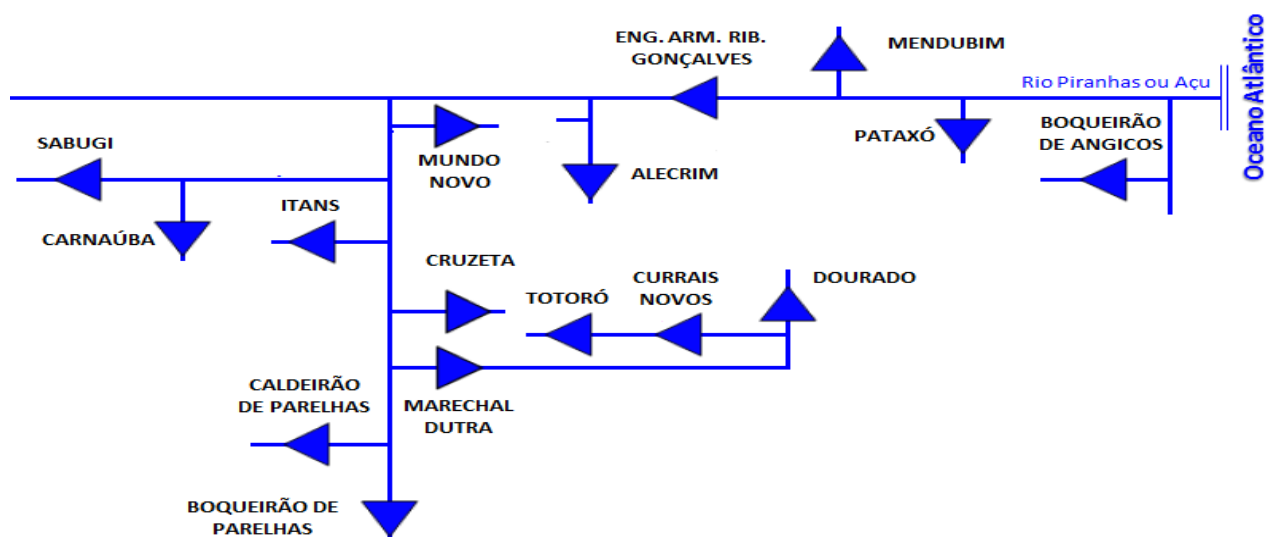 ENG. ARM. RIB.
GONÇALVES
MENDUBIM
Rio Piranhas ou Açu
Oceano Atlântico
SABUGI
MUNDO
NOVO
ALECRIM
PATAXÓ
BOQUEIRÃO
DE ANGICOS
CARNAÚBA
ITANS
CRUZETA
TOTORÓ
CURRAIS
NOVOS
DOURADO
CALDEIRÃO
DE PARELHAS
MARECHAL
DUTRA
BOQUEIRÃO DE
PARELHAS